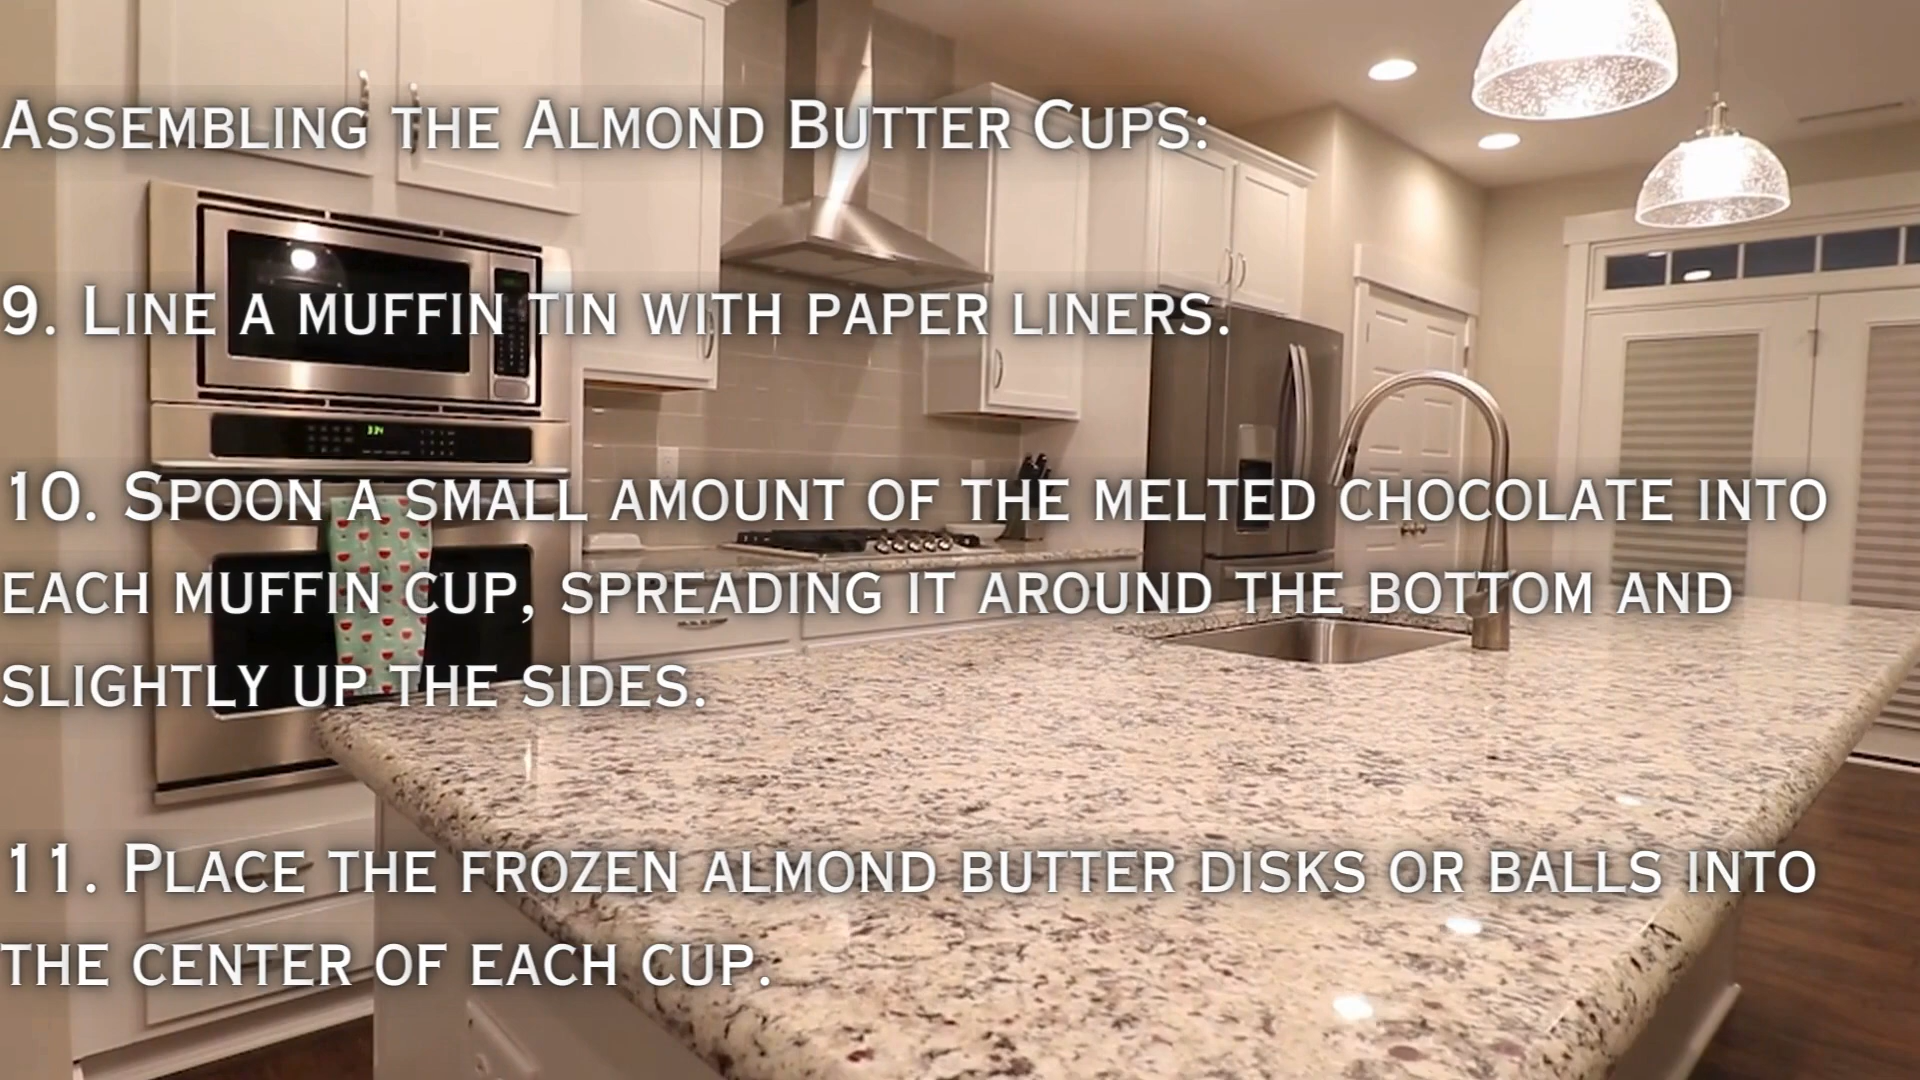 Assembling the Almond Butter Cups:
9. Line a muffin tin with paper liners.
10. Spoon a small amount of the melted chocolate into
each muffin cup, spreading it around the bottom and
slightly up the sides.
11. Place the frozen almond butter disks or balls into
the center of each cup.